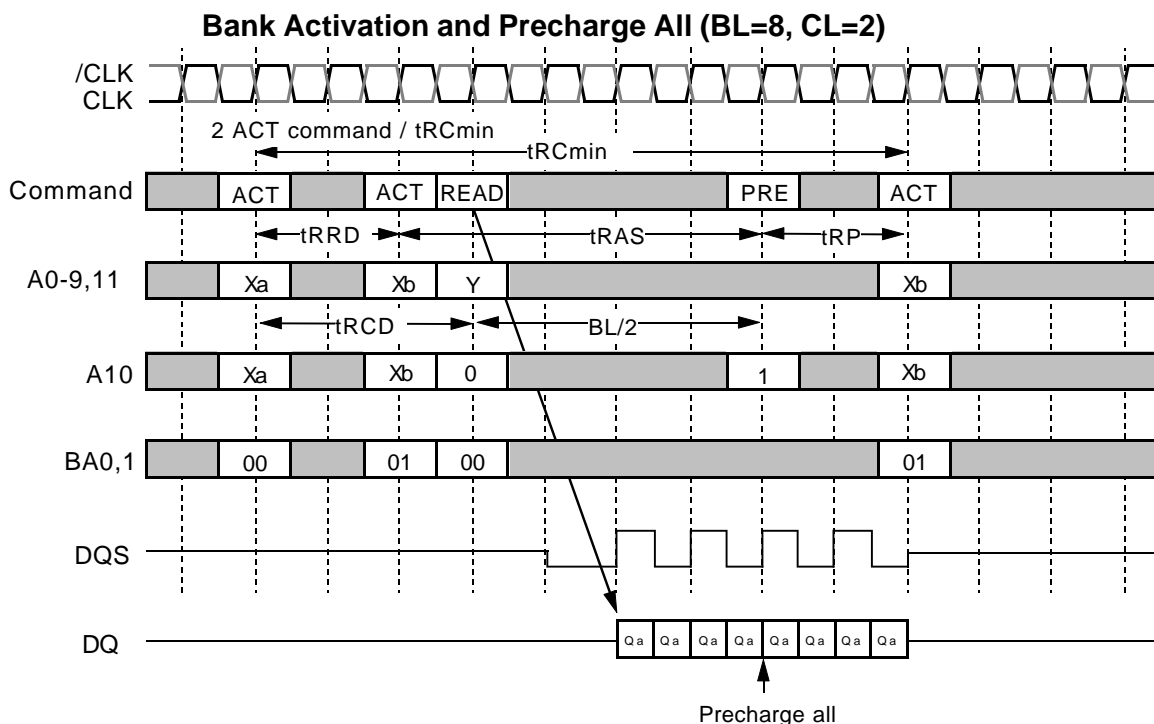 Bank Activation and Precharge All (BL=8, CL=2)
/CLK
CLK
2 ACT command / tRCmin
tRCmin
Command ACT ACT READ PRE ACT
tRRD tRAS tRP
A0-9,11 Xa Xb Y Xb
tRCD BL/2
A10 Xa Xb 0 1 Xb
BA0,1 00 01 00 01
DQS
DQ Qa Qa Qa Qa Qa Qa Qa Qa
Precharge all